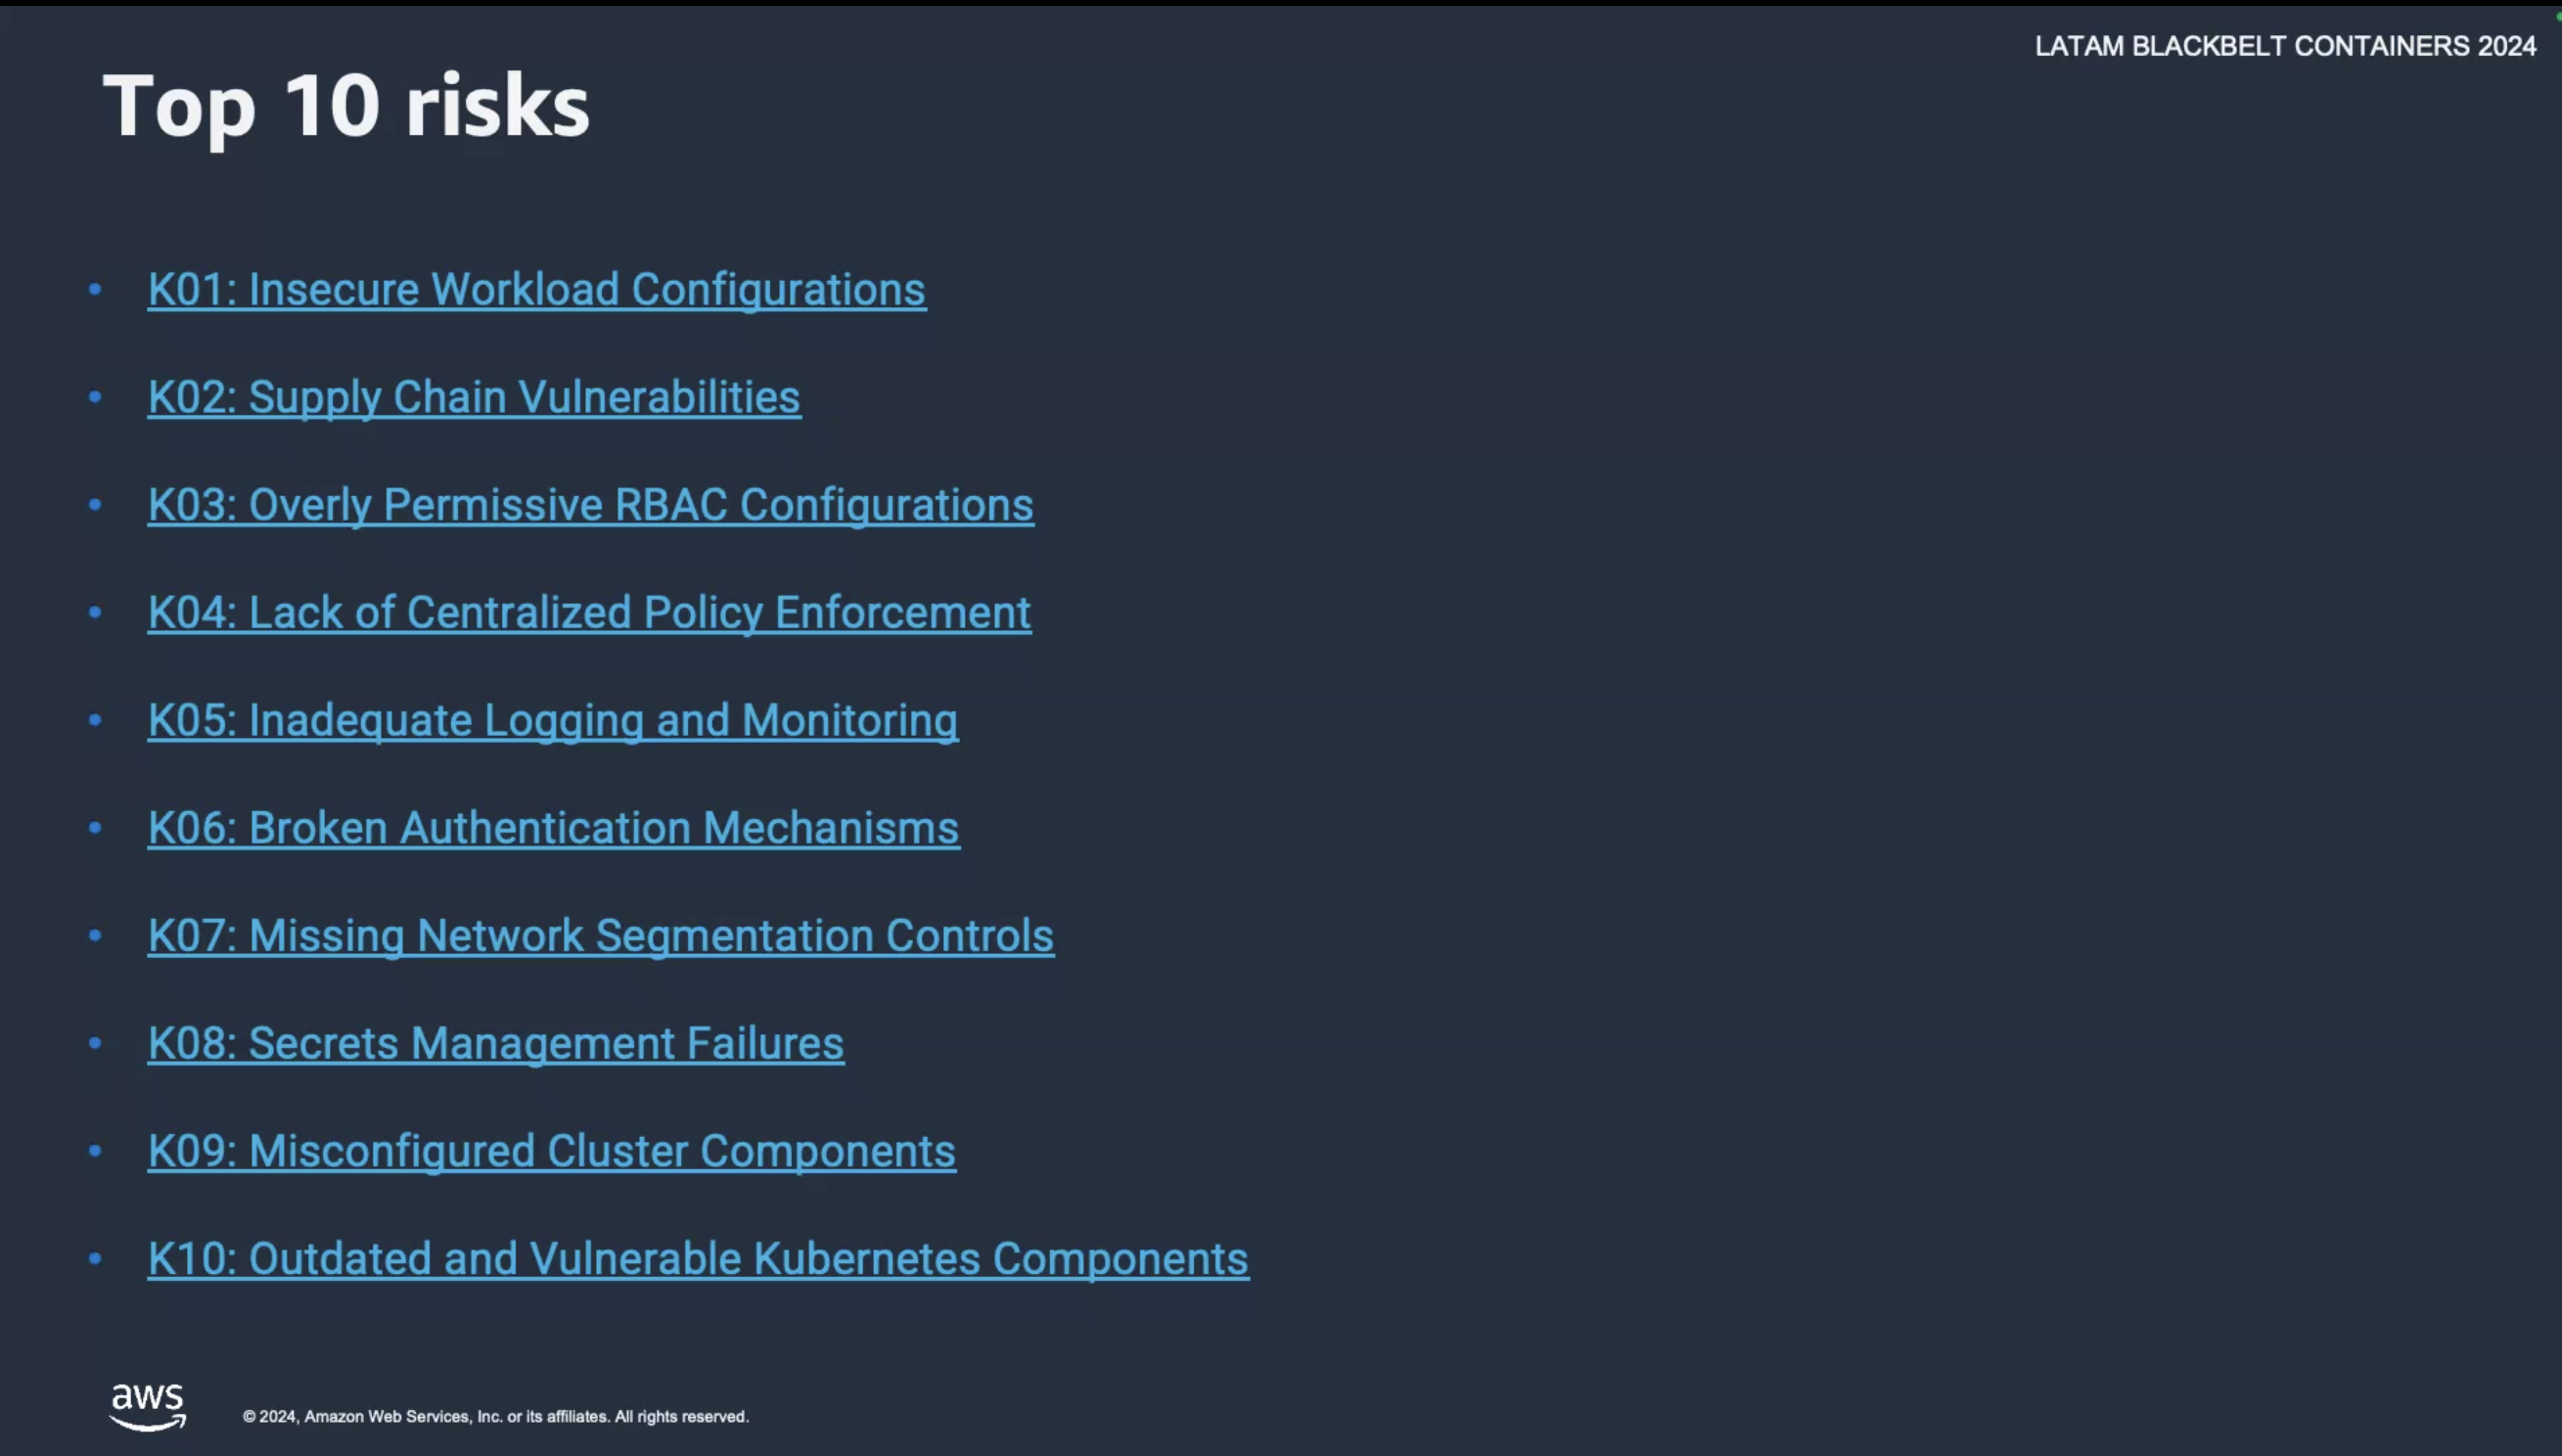 LATAM BLACKBELT CONTAINERS 2024
Top 10 risks
• K01: Insecure Workload Configurations
• K02: Supply Chain Vulnerabilities
• K03: Overly Permissive RBAC Configurations
• K04: Lack of Centralized Policy Enforcement
• K05: Inadequate Logging and Monitoring
• K06: Broken Authentication Mechanisms
• K07: Missing Network Segmentation Controls
• K08: Secrets Management Failures
• K09: Misconfigured Cluster Components
• K10: Outdated and Vulnerable Kubernetes Components
aws
© 2024, Amazon Web Services, Inc. or its affiliates. All rights reserved.